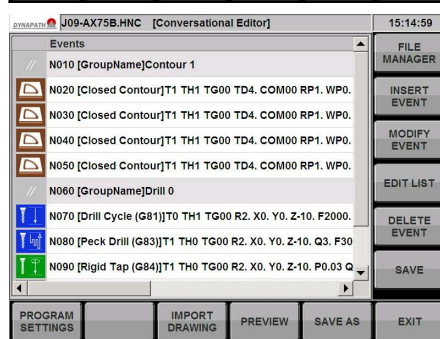 DYNAPATH J09-AX75B.HNC [Conversational Editor] 15:14:59
Events
N010 [GroupName]Contour 1
N020 [Closed Contour]T1 TH1 TG00 TD4. COM00 RP1. WP0.
N030 [Closed Contour]T1 TH1 TG00 TD4. COM00 RP1. WP0.
N040 [Closed Contour]T1 TH1 TG00 TD4. COM00 RP1. WP0.
N050 [Closed Contour]T1 TH1 TG00 TD4. COM00 RP1. WP0.
N060 [GroupName]Drill 0
N070 [Drill Cycle (G81)]T0 TH1 TG00 R2. X0. Y0. Z-10. F2000.
N080 [Peck Drill (G83)]T1 TH0 TG00 R2. X0. Y0. Z-10. Q3. F30
N090 [Rigid Tap (G84)]T1 TH0 TG00 R2. X0. Y0. Z-10. P0.03 Q
FILE
MANAGER
INSERT
EVENT
MODIFY
EVENT
EDIT LIST
DELETE
EVENT
SAVE
PROGRAM
SETTINGS
IMPORT
DRAWING
PREVIEW
SAVE AS
EXIT